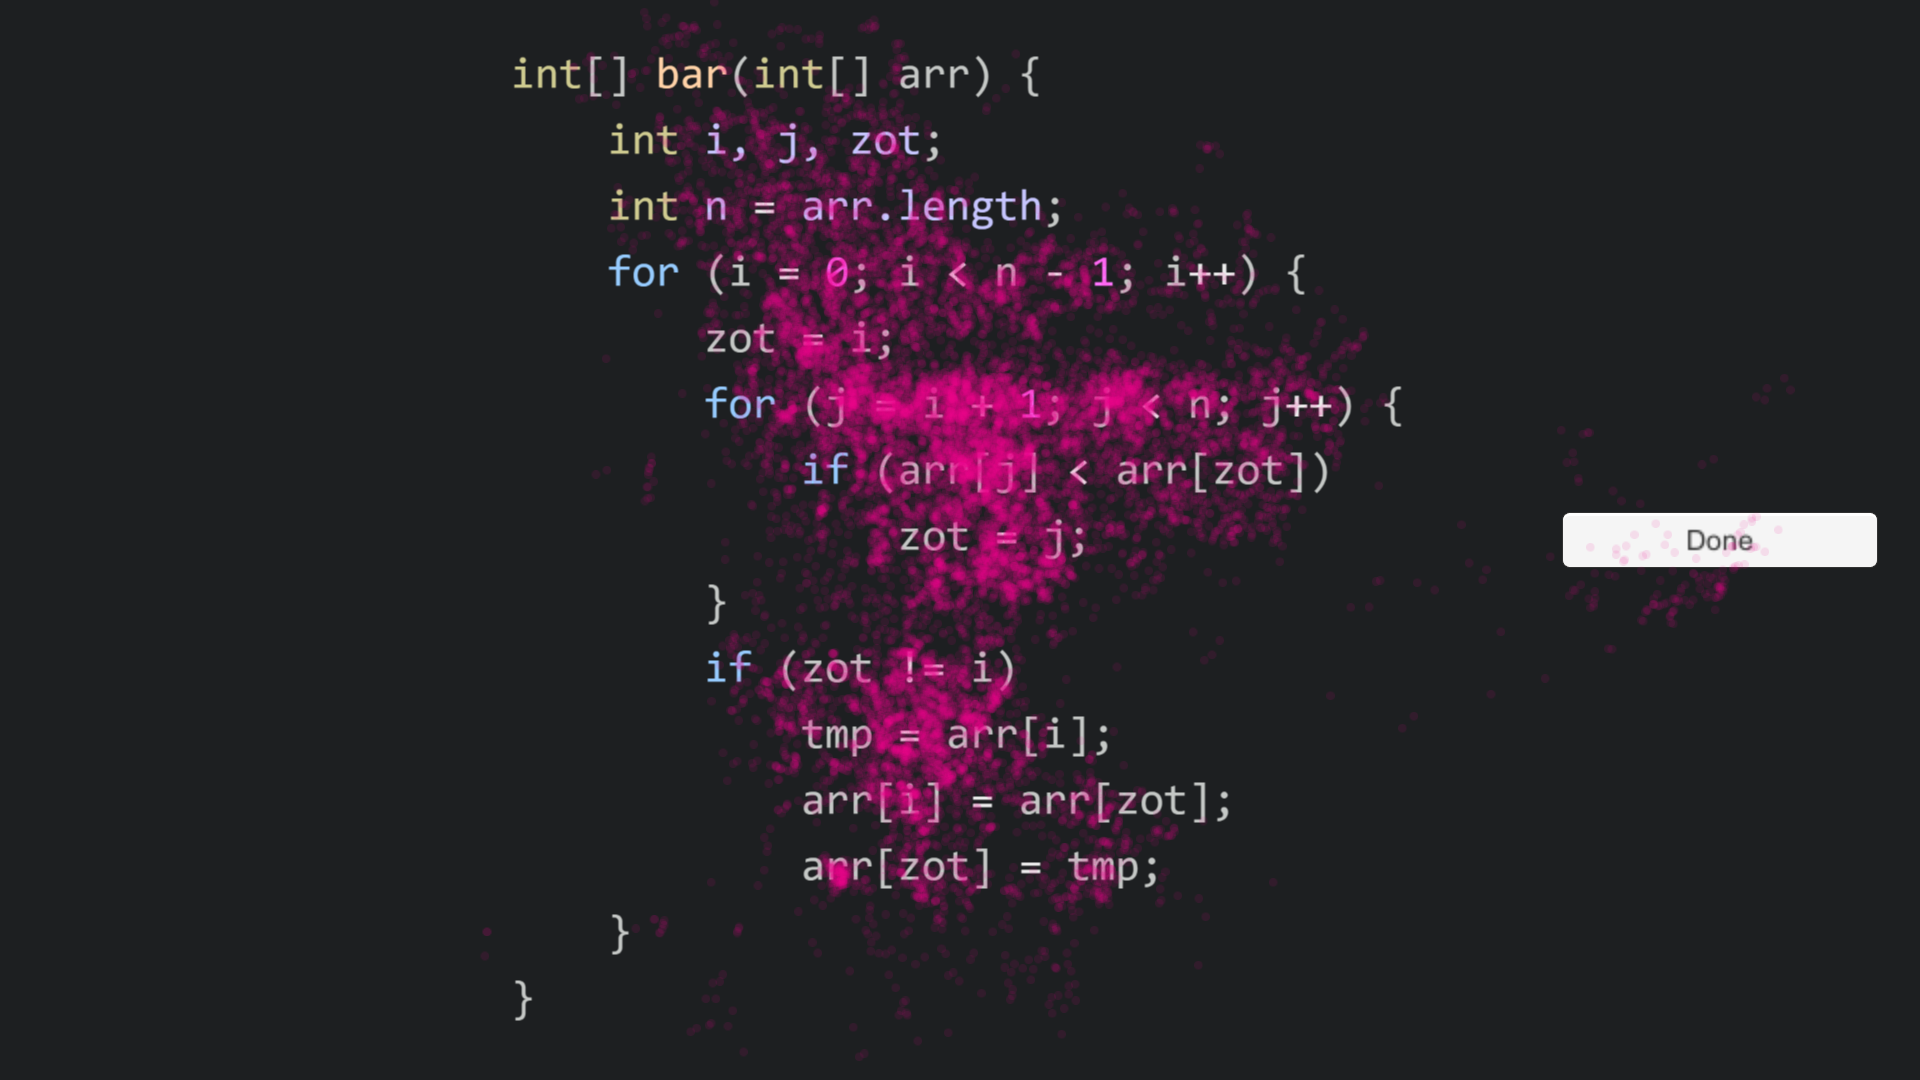 int[] bar(int[] arr) {
    int i, j, zot;
    int n = arr.length;
    for (i = 0; i < n - 1; i++) {
        zot = i;
        for (j = i + 1; j < n; j++) {
            if (arr[j] < arr[zot])
                zot = j;
        }
        if (zot != i)
            tmp = arr[i];
            arr[i] = arr[zot];
            arr[zot] = tmp;
    }
}
Done